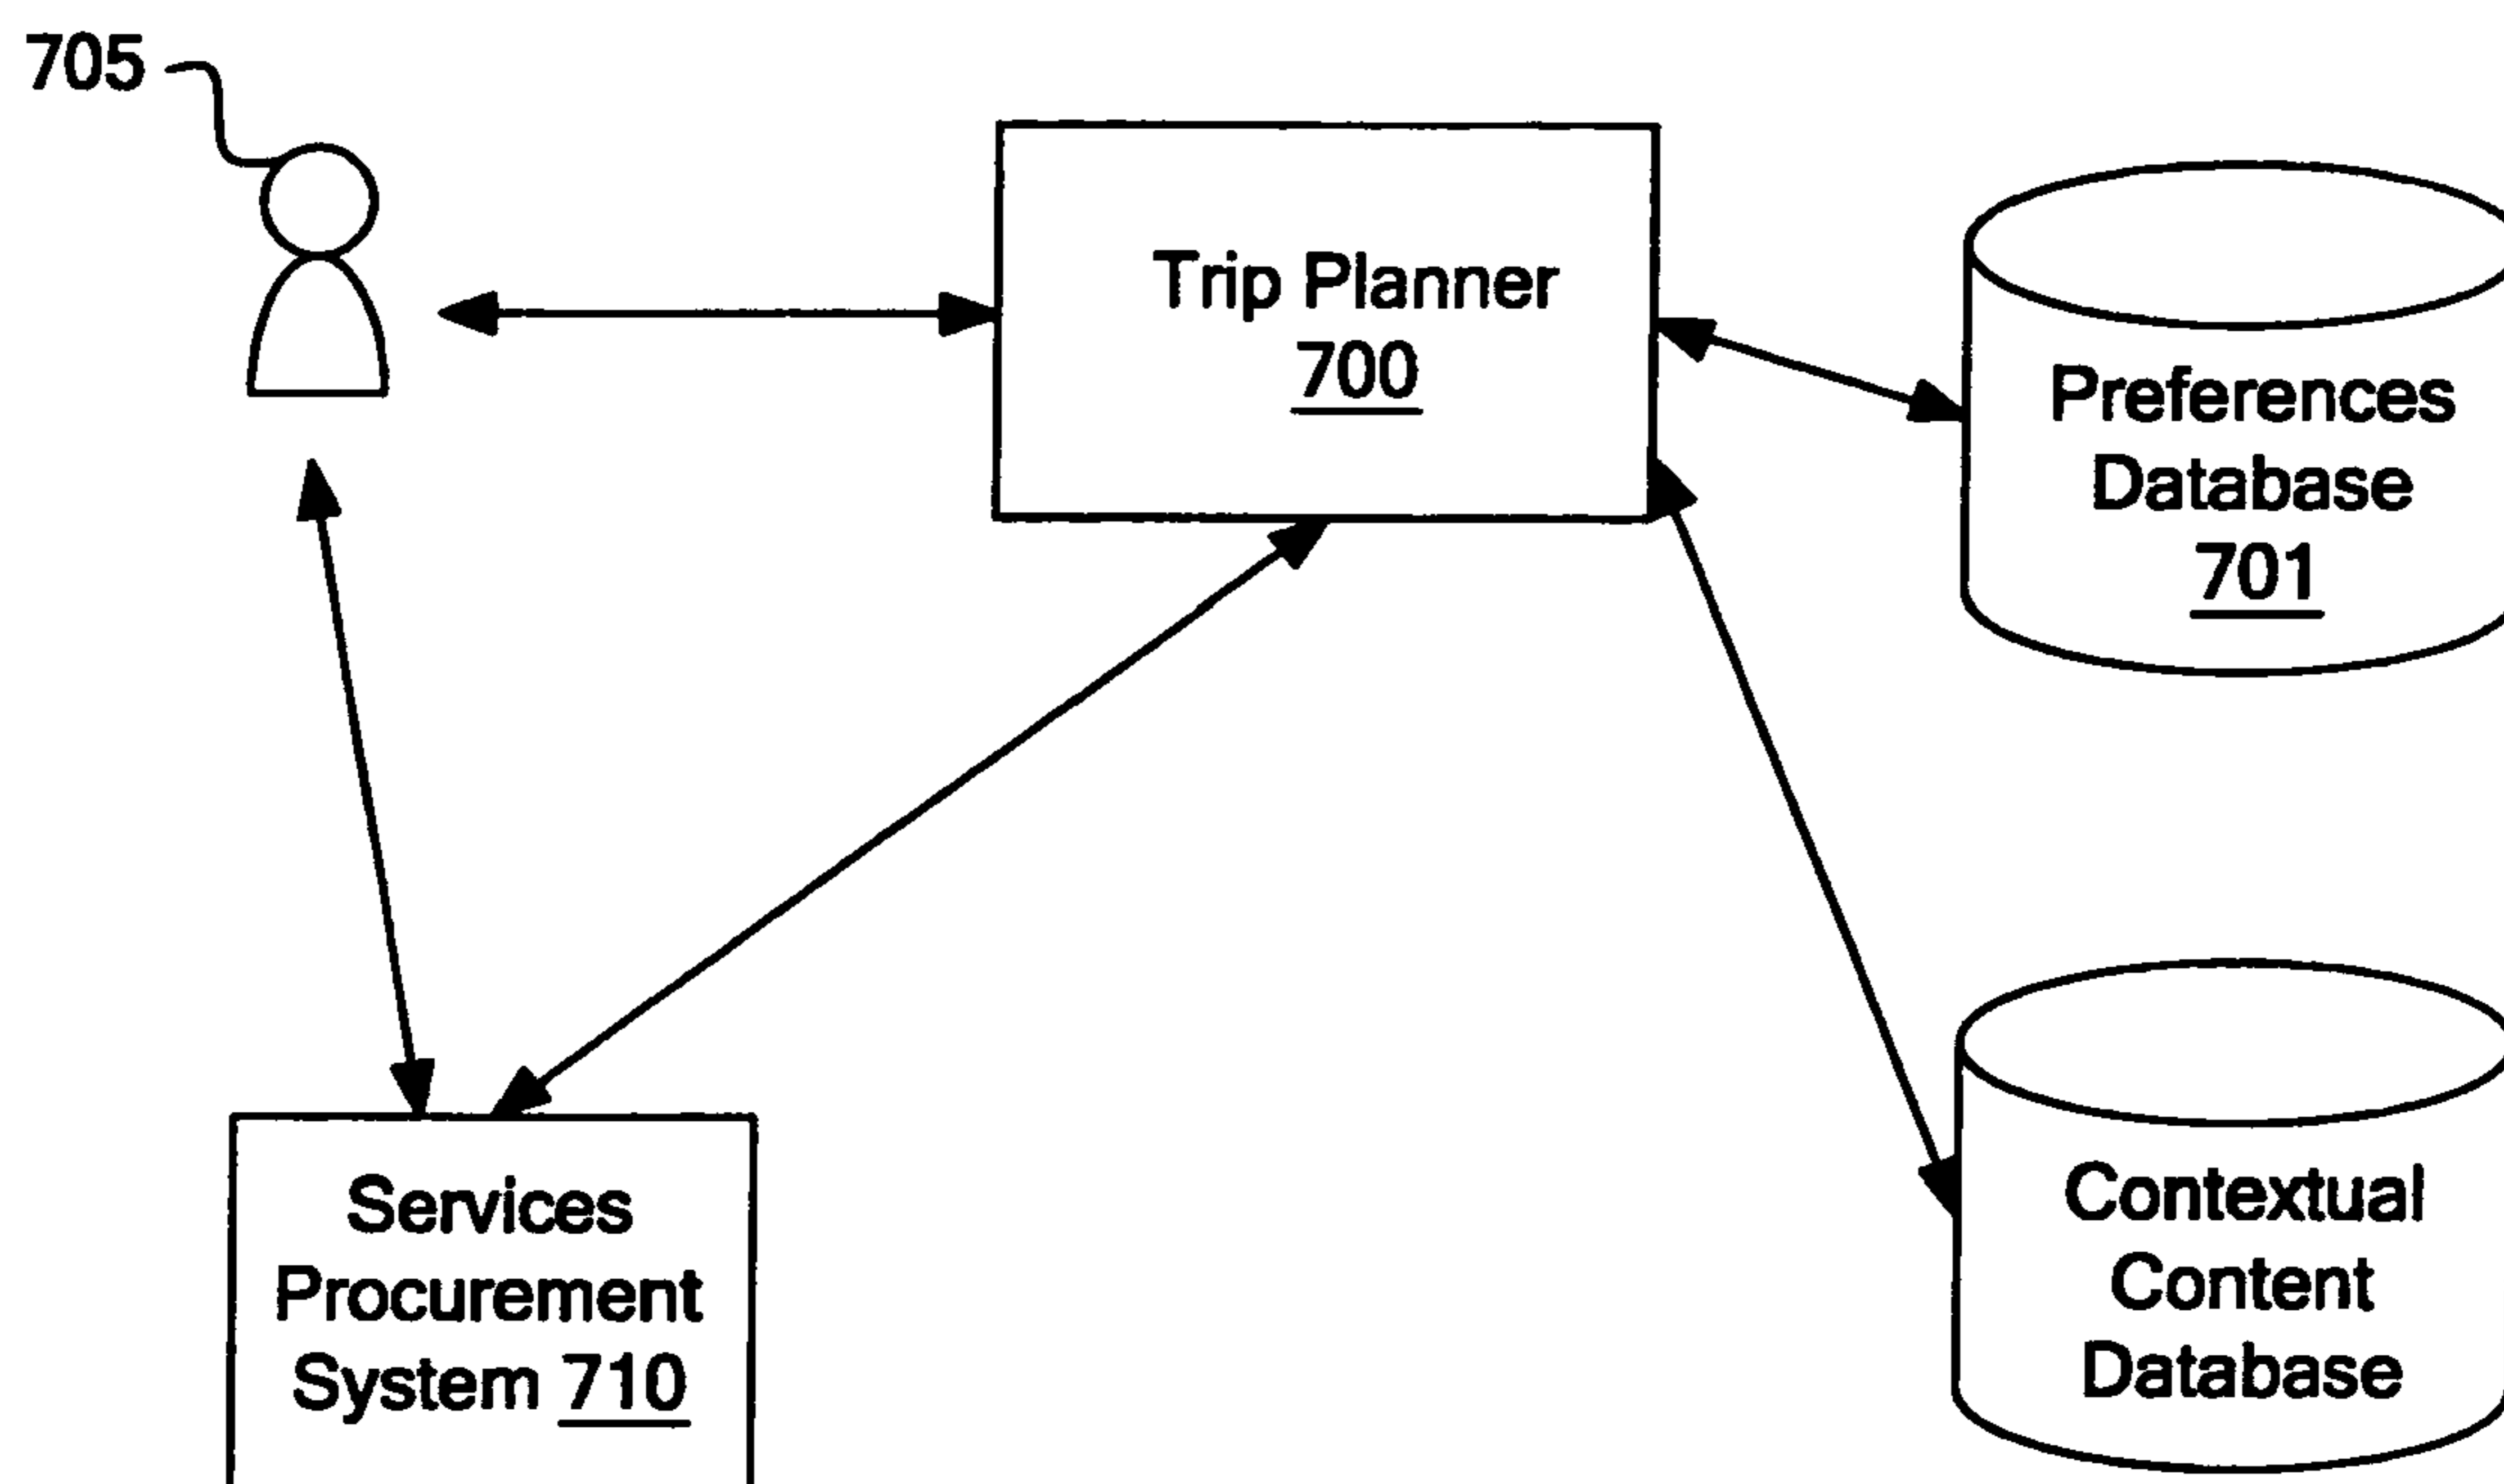 705
Trip Planner
700
Preferences
Database
701
Services
Procurement
System 710
Contextual
Content
Database